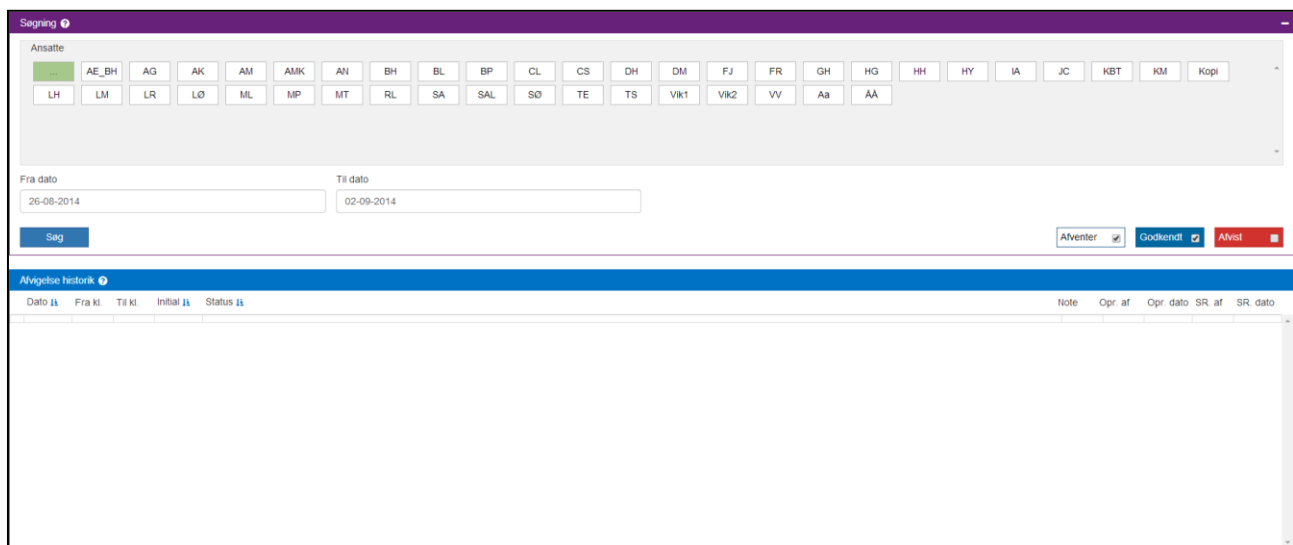 Søgning
Ansatte
... AE_BH AG AK AM AMK AN BH BL BP CL CS DH DM FJ FR GH HG HH HY IA JC KBT KM Kopi
LH LM LR LØ ML MP MT RL SA SAL SØ TE TS Vik1 Vik2 VV Aa ÅÅ
Fra dato Til dato
26-08-2014 02-09-2014
Søg Afventer Godkendt Afvist
Afvigelse historik
Dato Fra kl. Til kl. Initial Status Note Opr. af Opr. dato SR. af SR. dato